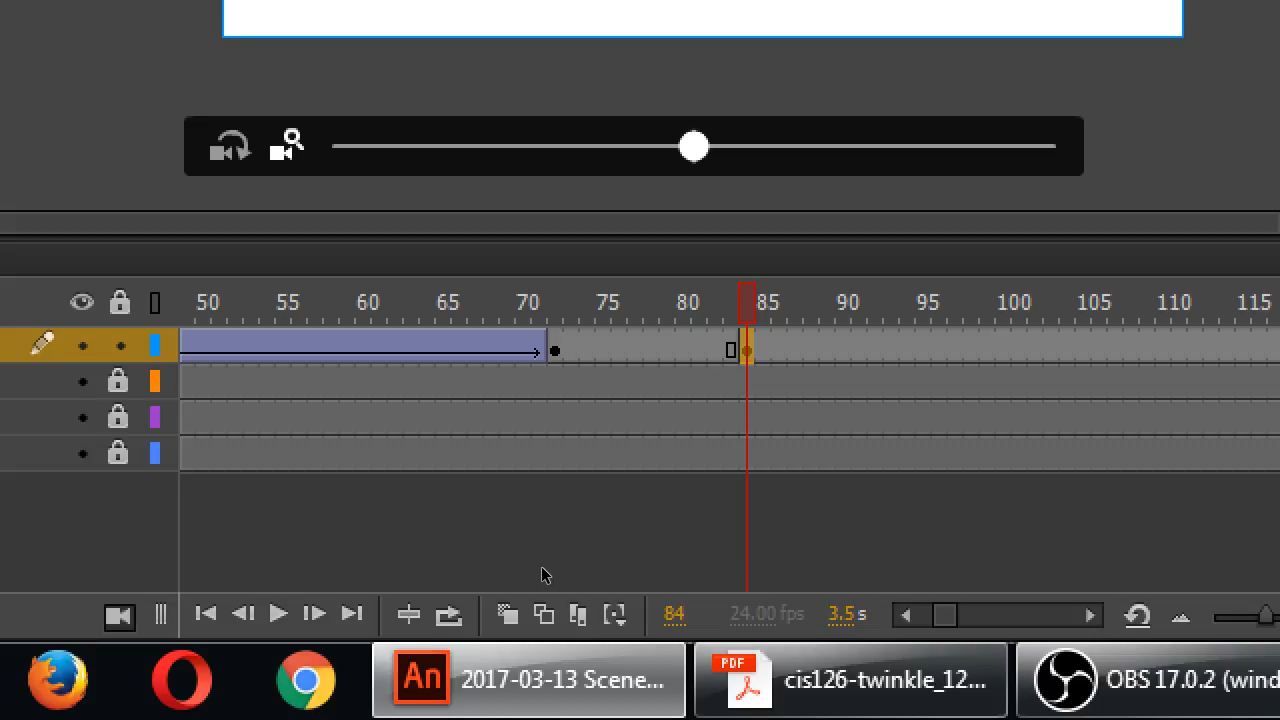 50 55 60 65 70 75 80 85 90 95 100 105 110 115
84 24.00 fps 3.5 s
An 2017-03-13 Scene... PDF cis126-twinkle_12... OBS 17.0.2 (wind